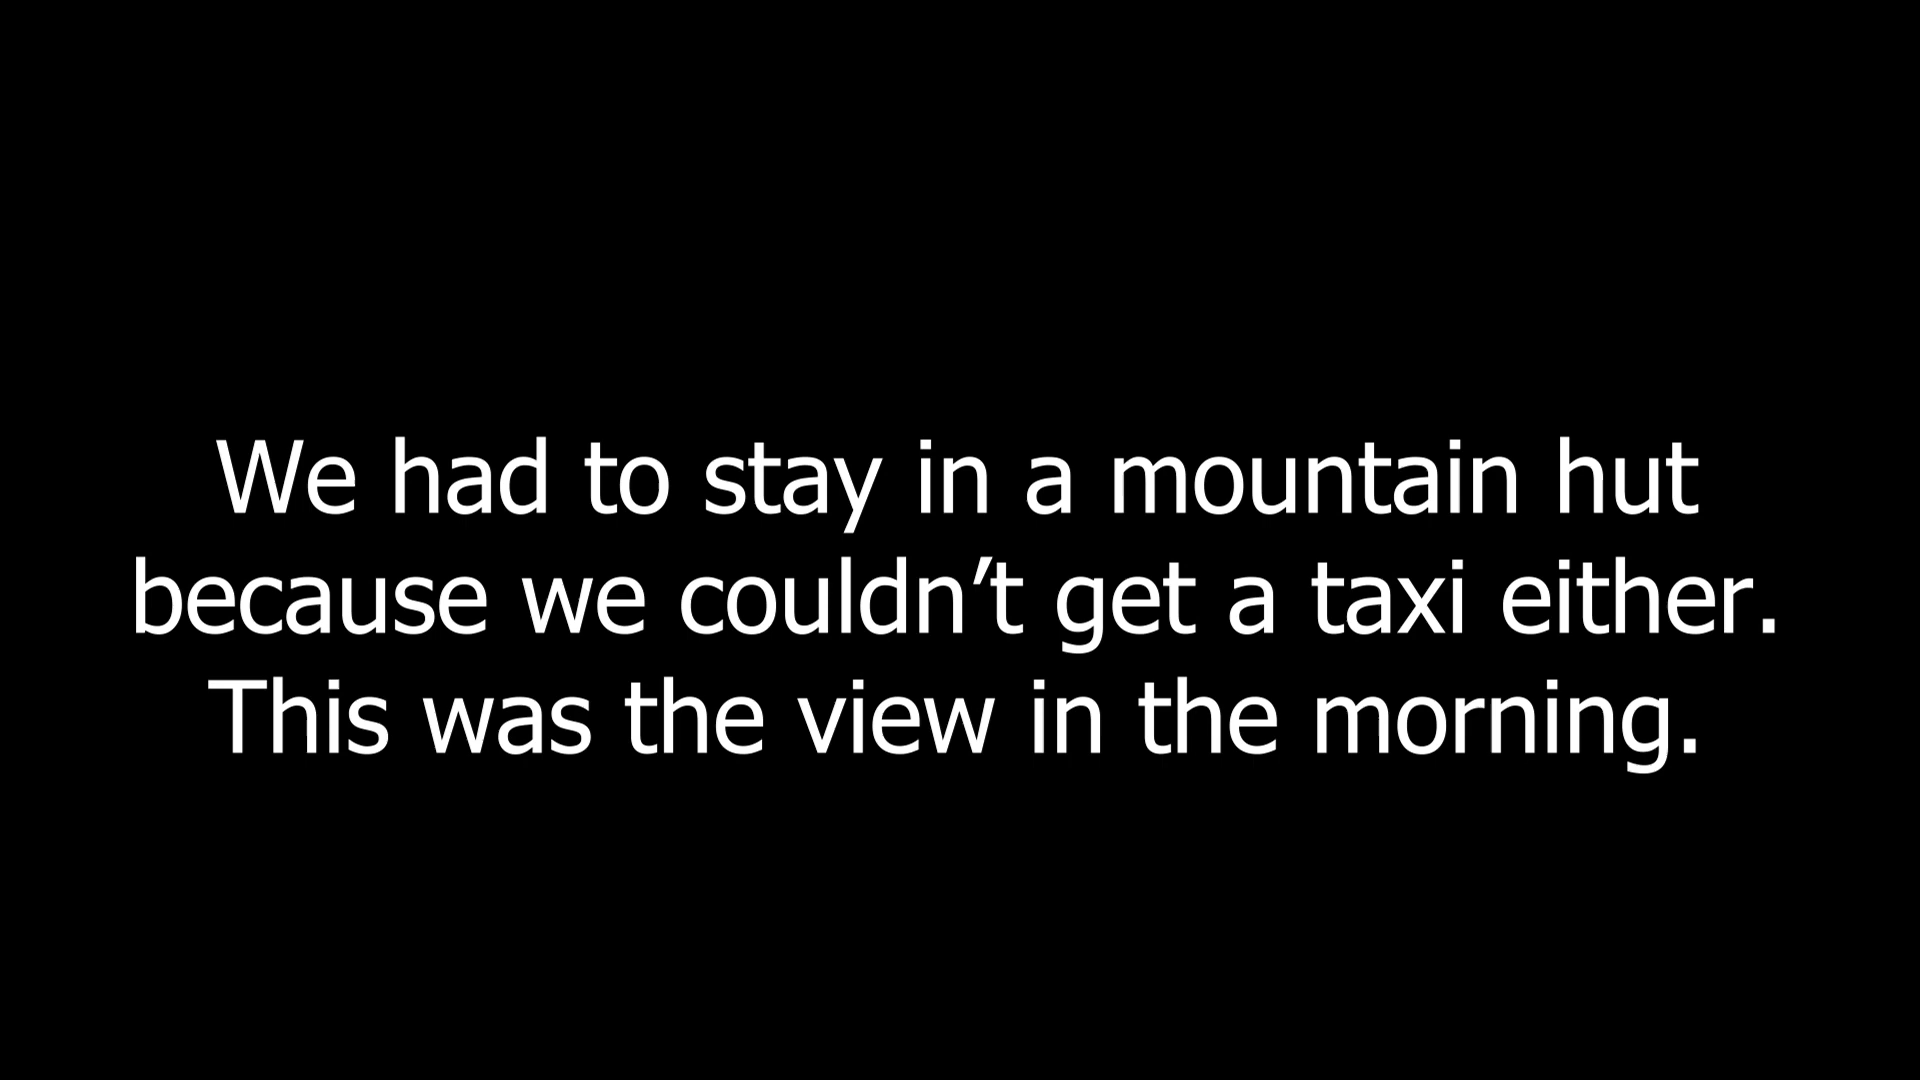 We had to stay in a mountain hut
because we couldn’t get a taxi either.
This was the view in the morning.